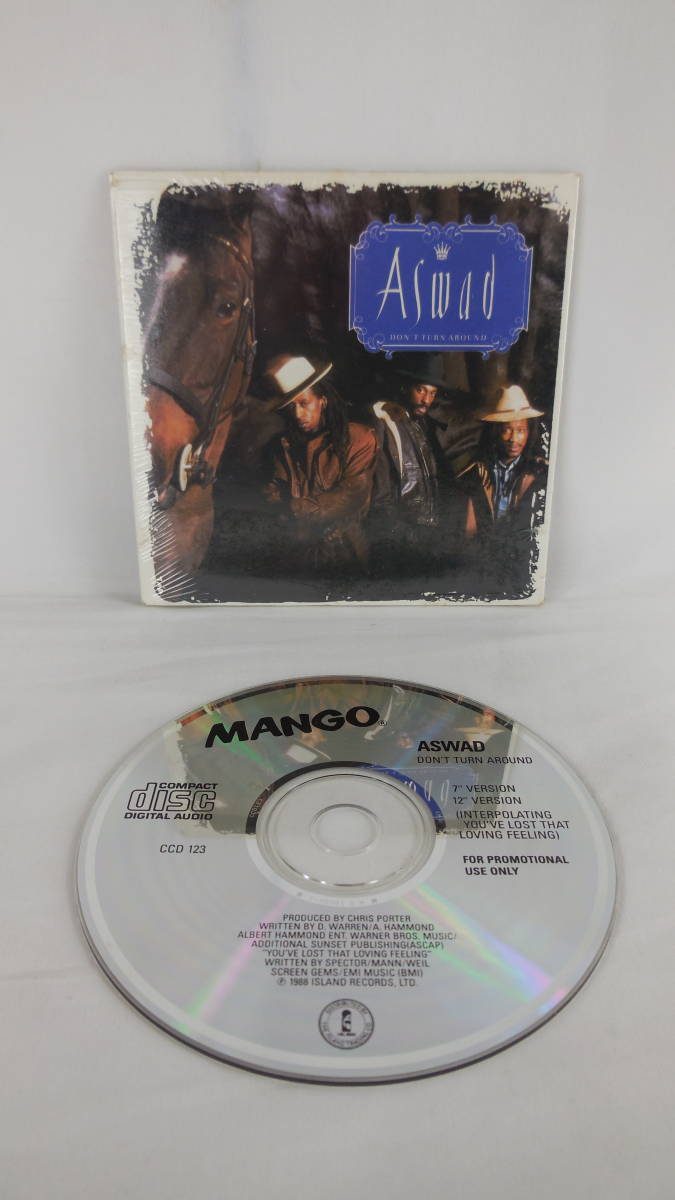 Aswad
DON'T TURN AROUND
MANGO®
ASWAD
DON'T TURN AROUND
COMPACT
disc
DIGITAL AUDIO
7" VERSION
12" VERSION
(INTERPOLATING
YOU'VE LOST THAT
LOVING FEELING)
CCD 123
FOR PROMOTIONAL
USE ONLY
PRODUCED BY CHRIS PORTER
WRITTEN BY D. WARREN/A. HAMMOND
ALBERT HAMMOND ENT. WARNER BROS. MUSIC/
ADDITIONAL SUNSET PUBLISHING(ASCAP)
"YOU'VE LOST THAT LOVING FEELING"
WRITTEN BY SPECTOR/MANN/WEIL
SCREEN GEMS/EMI MUSIC (BMI)
℗ 1988 ISLAND RECORDS, LTD.